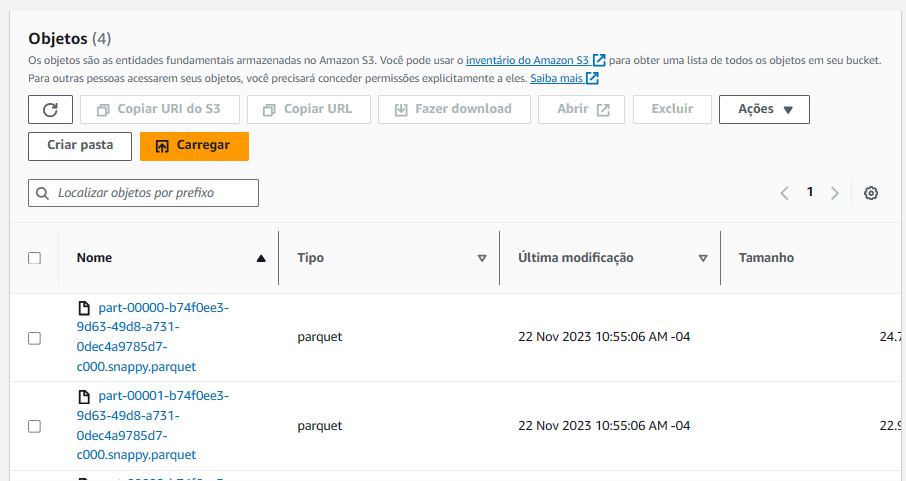 Objetos (4)
Os objetos são as entidades fundamentais armazenadas no Amazon S3. Você pode usar o inventário do Amazon S3 para obter uma lista de todos os objetos em seu bucket.
Para outras pessoas acessarem seus objetos, você precisará conceder permissões explicitamente a eles. Saiba mais
Copiar URI do S3 Copiar URL Fazer download Abrir Excluir Ações
Criar pasta Carregar
Localizar objetos por prefixo 1
Nome Tipo Última modificação Tamanho
part-00000-b74f0ee3-
9d63-49d8-a731-
0dec4a9785d7-
c000.snappy.parquet
parquet 22 Nov 2023 10:55:06 AM -04 24.7
part-00001-b74f0ee3-
9d63-49d8-a731-
0dec4a9785d7-
c000.snappy.parquet
parquet 22 Nov 2023 10:55:06 AM -04 22.9